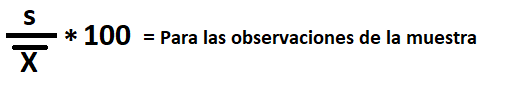 s
X̅ * 100 = Para las observaciones de la muestra